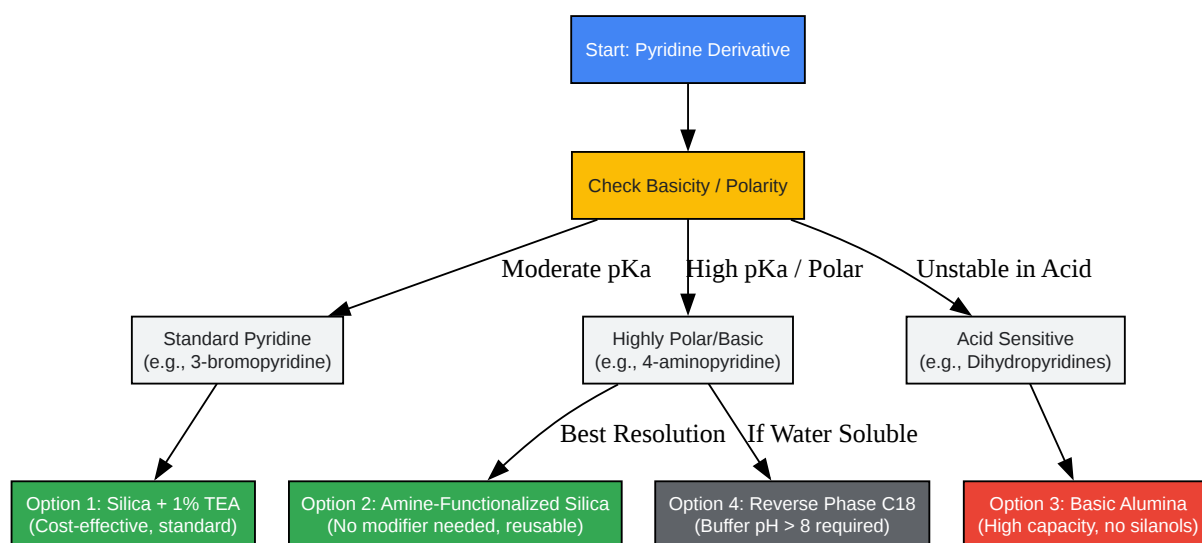 Start: Pyridine Derivative
Check Basicity / Polarity
Moderate pKa
High pKa / Polar
Unstable in Acid
Standard Pyridine
(e.g., 3-bromopyridine)
Highly Polar/Basic
(e.g., 4-aminopyridine)
Acid Sensitive
(e.g., Dihydropyridines)
Best Resolution
If Water Soluble
Option 1: Silica + 1% TEA
(Cost-effective, standard)
Option 2: Amine-Functionalized Silica
(No modifier needed, reusable)
Option 4: Reverse Phase C18
(Buffer pH > 8 required)
Option 3: Basic Alumina
(High capacity, no silanols)